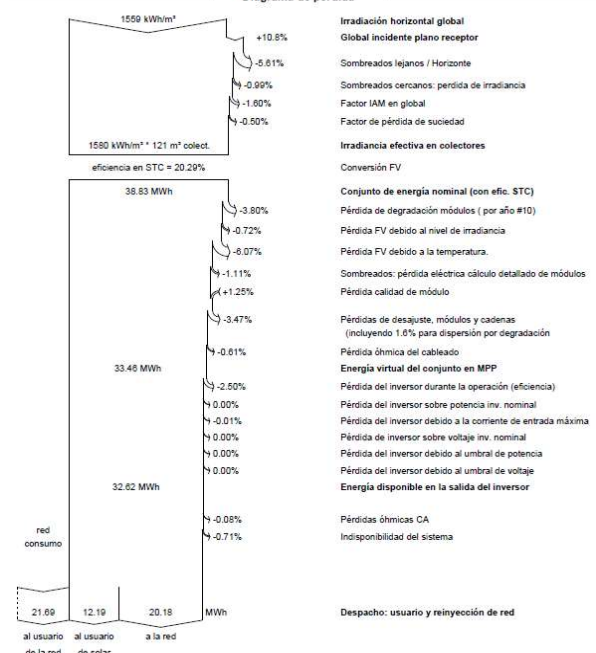 Diagrama de pérdida
1559 kWh/m²
Irradiación horizontal global
+10.8%
Global incidente plano receptor
-5.61%
Sombreados lejanos / Horizonte
-0.99%
Sombreados cercanos: perdida de irradiancia
-1.60%
Factor IAM en global
-0.50%
Factor de pérdida de suciedad
1580 kWh/m² * 121 m² colect.
Irradiancia efectiva en colectores
eficiencia en STC = 20.29%
Conversión FV
38.83 MWh
Conjunto de energía nominal (con efic. STC)
-3.80%
Pérdida de degradación módulos ( por año #10)
-0.72%
Pérdida FV debido al nivel de irradiancia
-6.07%
Pérdida FV debido a la temperatura.
-1.11%
Sombreados: pérdida eléctrica cálculo detallado de módulos
+1.25%
Pérdida calidad de módulo
-3.47%
Pérdidas de desajuste, módulos y cadenas
(incluyendo 1.6% para dispersión por degradación
-0.61%
Pérdida óhmica del cableado
33.46 MWh
Energía virtual del conjunto en MPP
-2.50%
Pérdida del inversor durante la operación (eficiencia)
0.00%
Pérdida del inversor sobre potencia inv. nominal
-0.01%
Pérdida del inversor debido a la corriente de entrada máxima
0.00%
Pérdida de inversor sobre voltaje inv. nominal
0.00%
Pérdida del inversor debido al umbral de potencia
0.00%
Pérdida del inversor debido al umbral de voltaje
32.62 MWh
Energía disponible en la salida del inversor
-0.08%
Pérdidas óhmicas CA
-0.71%
Indisponibilidad del sistema
red
consumo
21.69 12.19 20.18 MWh
Despacho: usuario y reinyección de red
al usuario al usuario a la red
de la red de solar